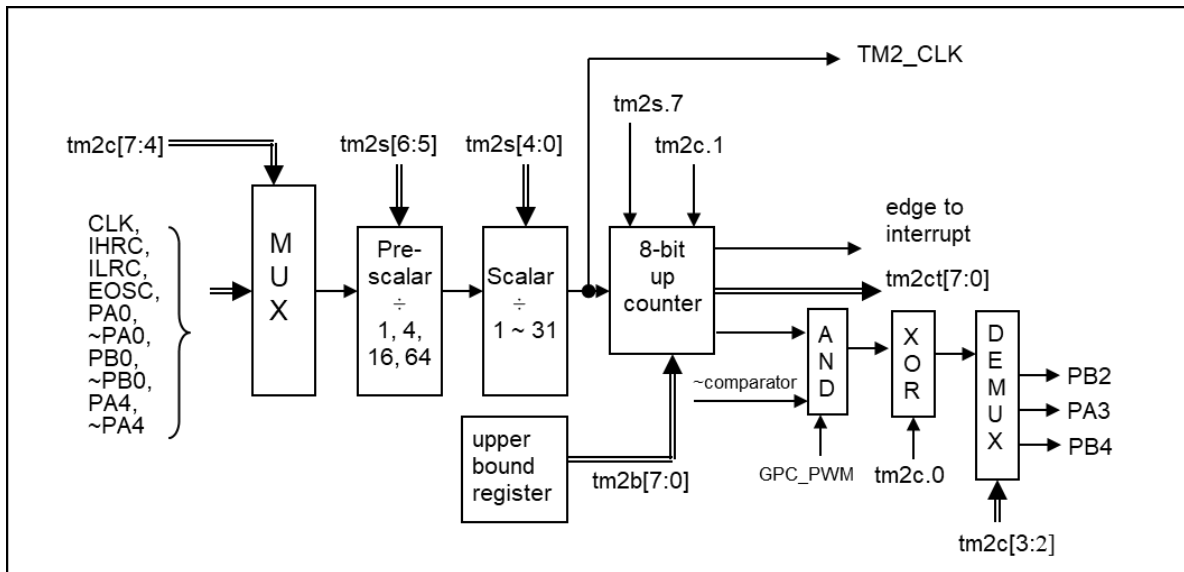 TM2_CLK
tm2s.7
tm2c[7:4]
tm2s[6:5]
tm2s[4:0]
tm2c.1
CLK,
IHRC,
ILRC,
EOSC,
PA0,
~PA0,
PB0,
~PB0,
PA4,
~PA4
M
U
X
Pre-
scalar
÷
1, 4,
16, 64
Scalar
÷
1 ~ 31
8-bit
up
counter
edge to
interrupt
tm2ct[7:0]
upper
bound
register
tm2b[7:0]
~comparator
A
N
D
GPC_PWM
X
O
R
tm2c.0
D
E
M
U
X
PB2
PA3
PB4
tm2c[3:2]